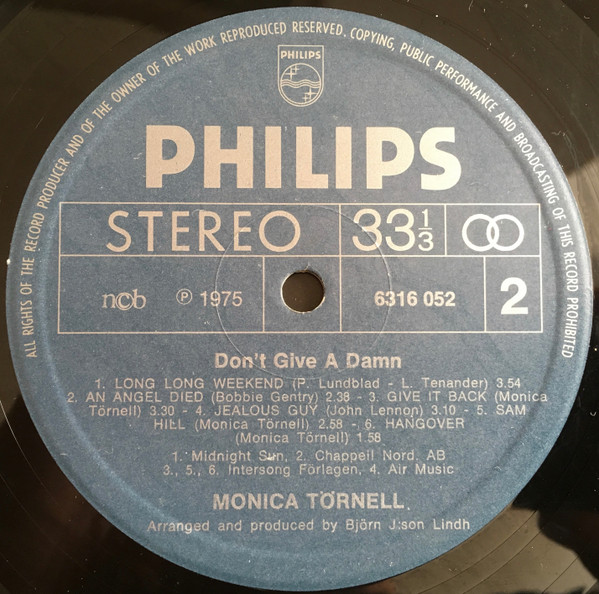 ALL RIGHTS OF THE RECORD PRODUCER AND OF THE OWNER OF THE WORK REPRODUCED RESERVED. COPYING, PUBLIC PERFORMANCE AND BROADCASTING OF THIS RECORD PROHIBITED
PHILIPS
PHILIPS
STEREO 33 1/3
ncb ℗ 1975 6316 052 2
Don't Give A Damn
1. LONG LONG WEEKEND (P. Lundblad - L. Tenander) 3.54
2. AN ANGEL DIED (Bobbie Gentry) 2.38 - 3. GIVE IT BACK (Monica
Törnell) 3.30 - 4. JEALOUS GUY (John Lennon) 3.10 - 5. SAM
HILL (Monica Törnell) 2.58 - 6. HANGOVER
(Monica Törnell) 1.58
1. Midnight Sun, 2. Chappell Nord. AB
3., 5., 6. Intersong Förlagen, 4. Air Music
MONICA TÖRNELL.
Arranged and produced by Björn J:son Lindh